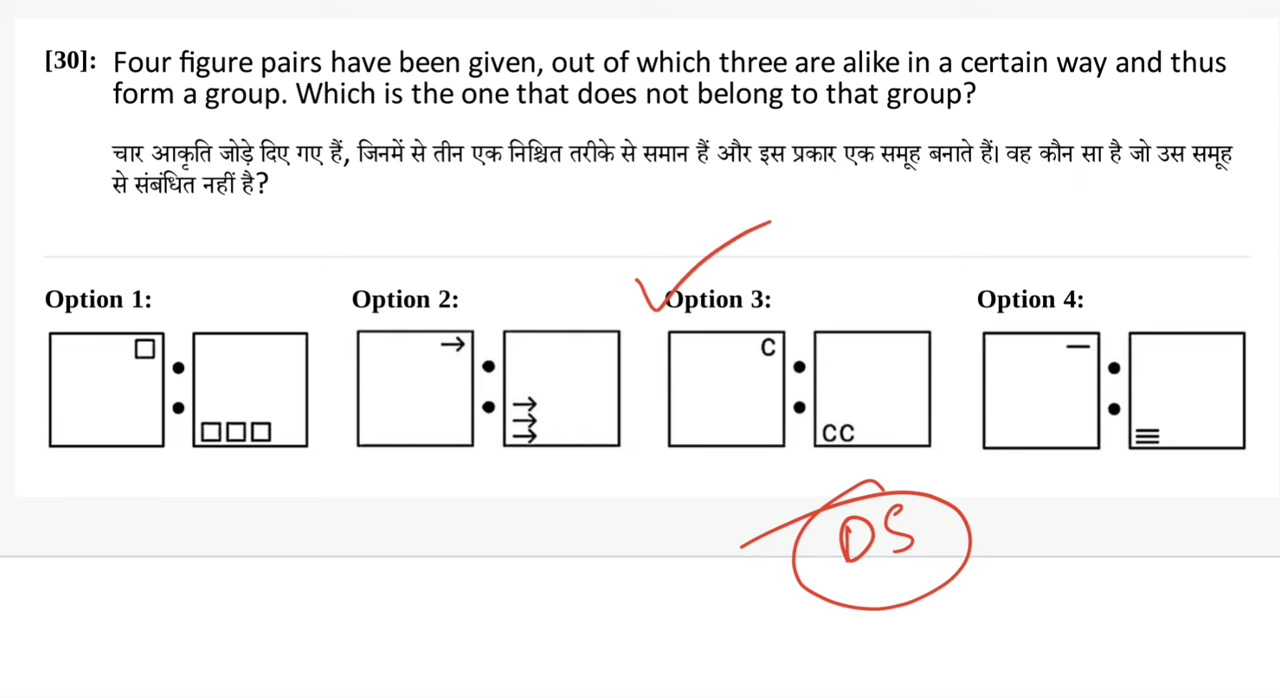 [30]: Four figure pairs have been given, out of which three are alike in a certain way and thus
form a group. Which is the one that does not belong to that group?
चार आकृति जोड़े दिए गए हैं, जिनमें से तीन एक निश्चित तरीके से समान हैं और इस प्रकार एक समूह बनाते हैं। वह कौन सा है जो उस समूह
से संबंधित नहीं है?
Option 1: Option 2: Option 3: Option 4:
C
CC
DS